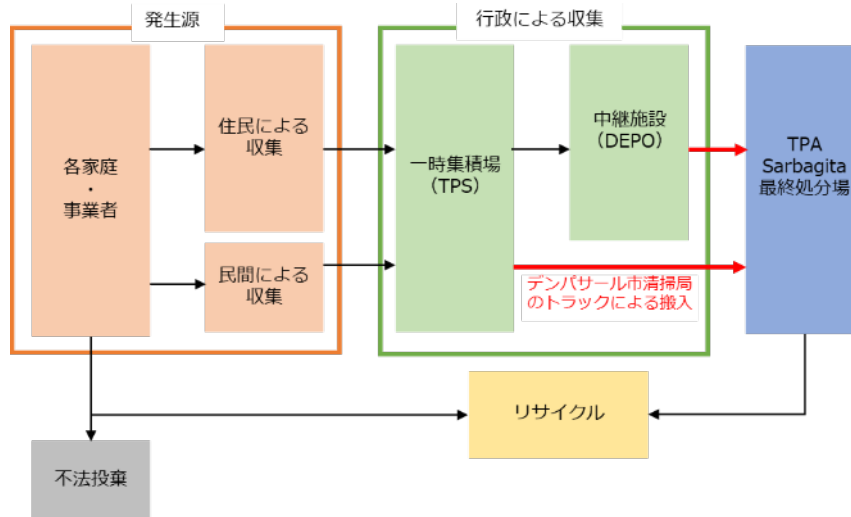 発生源
行政による収集
各家庭
・
事業者
住民による
収集
民間による
収集
一時集積場
（TPS）
中継施設
（DEPO）
TPA
Sarbagita
最終処分場
デンパサール市清掃局
のトラックによる搬入
リサイクル
不法投棄